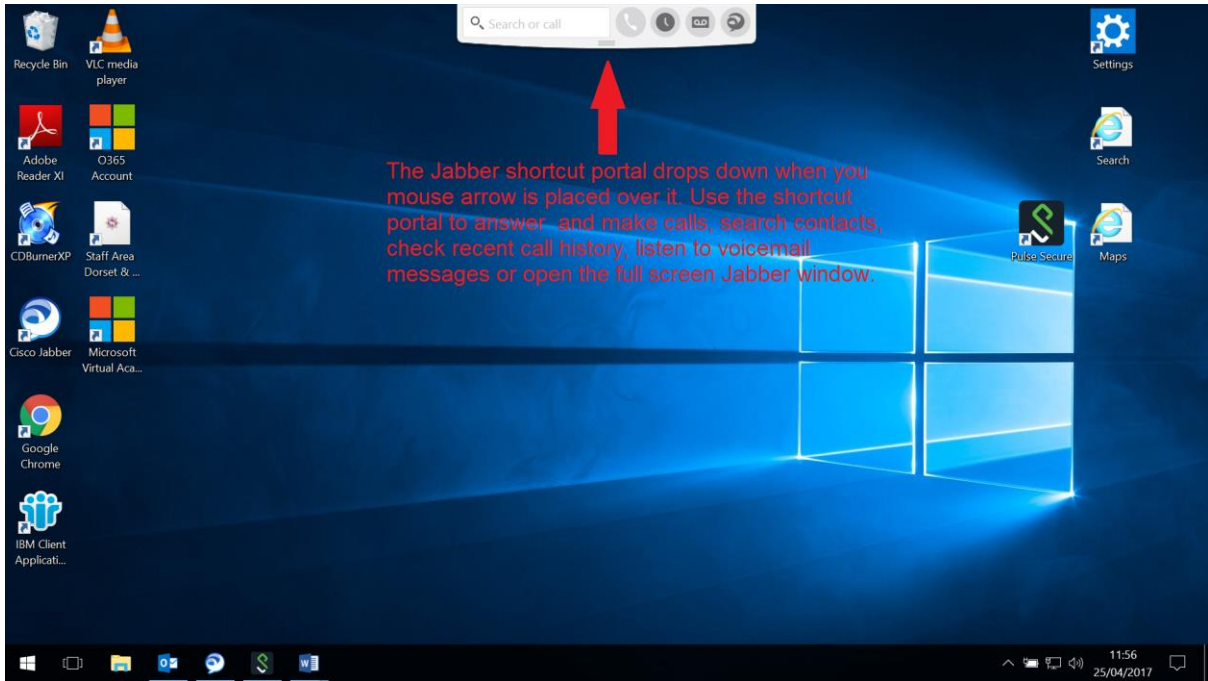 Search or call
Recycle Bin
VLC media
player
Settings
Adobe
Reader XI
O365
Account
Search
The Jabber shortcut portal drops down when you
mouse arrow is placed over it. Use the shortcut
portal to answer  and make calls, search contacts,
check recent call history, listen to voicemail
messages or open the full screen Jabber window.
CDBurnerXP
Staff Area
Dorset & ...
Pulse Secure
Maps
Cisco Jabber
Microsoft
Virtual Aca...
Google
Chrome
IBM Client
Applicati...
11:56
25/04/2017